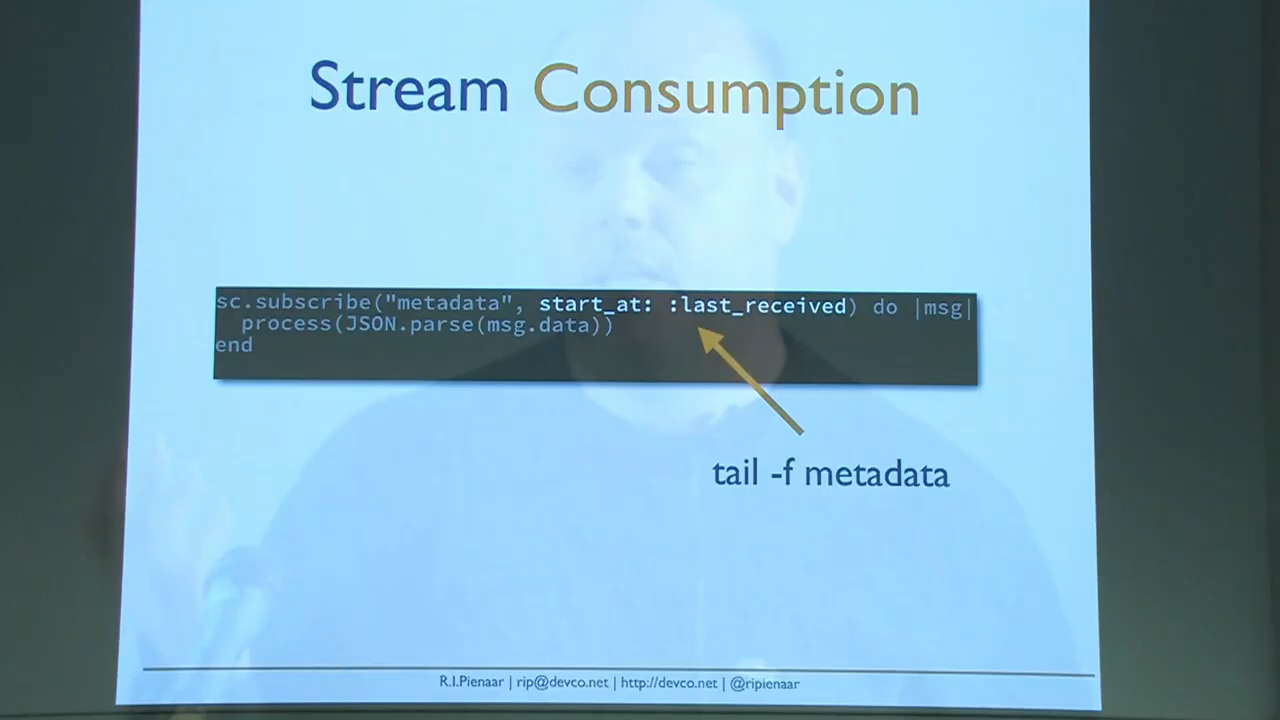 Stream Consumption
sc.subscribe("metadata", start_at: :last_received) do |msg|
  process(JSON.parse(msg.data))
end
tail -f metadata
R.I.Pienaar | rip@devco.net | http://devco.net | @ripienaar